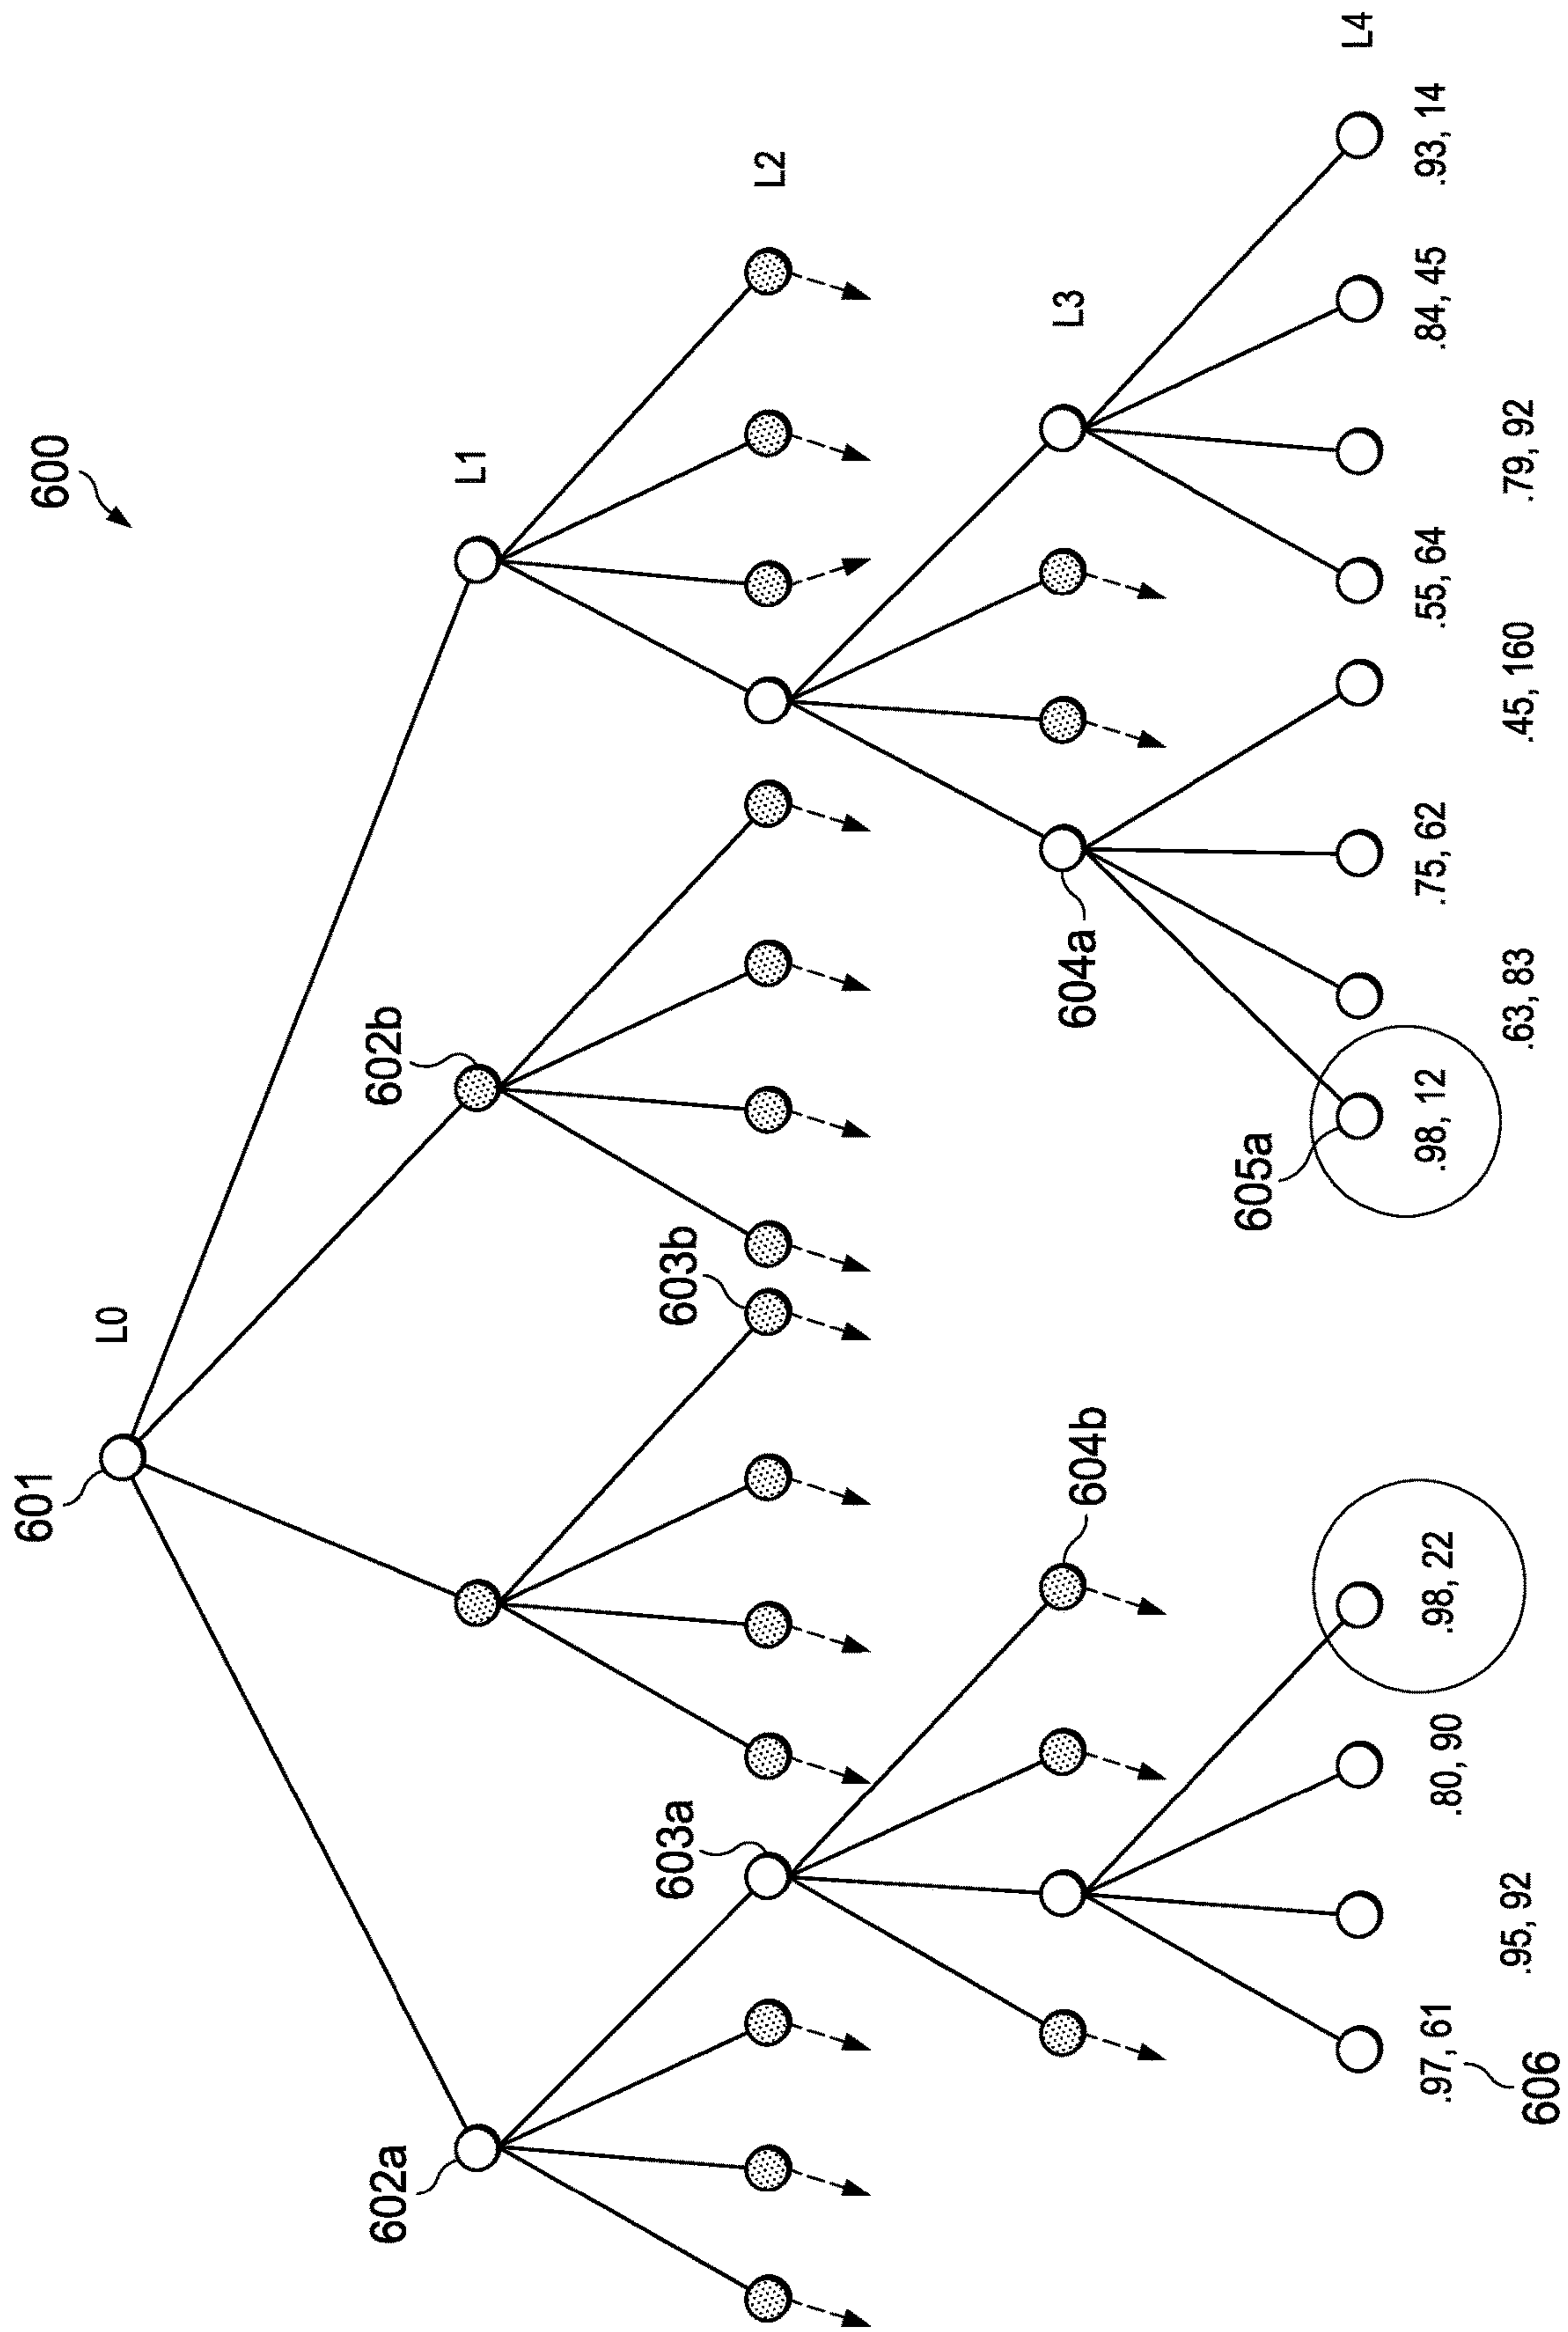 600
601
L0
L1
602a
602b
L2
603a
603b
L3
604b
604a
L4
605a
.97, 61
.95, 92
.80, 90
.98, 22
.98, 12
.63, 83
.75, 62
.45, 160
.55, 64
.79, 92
.84, 45
.93, 14
606